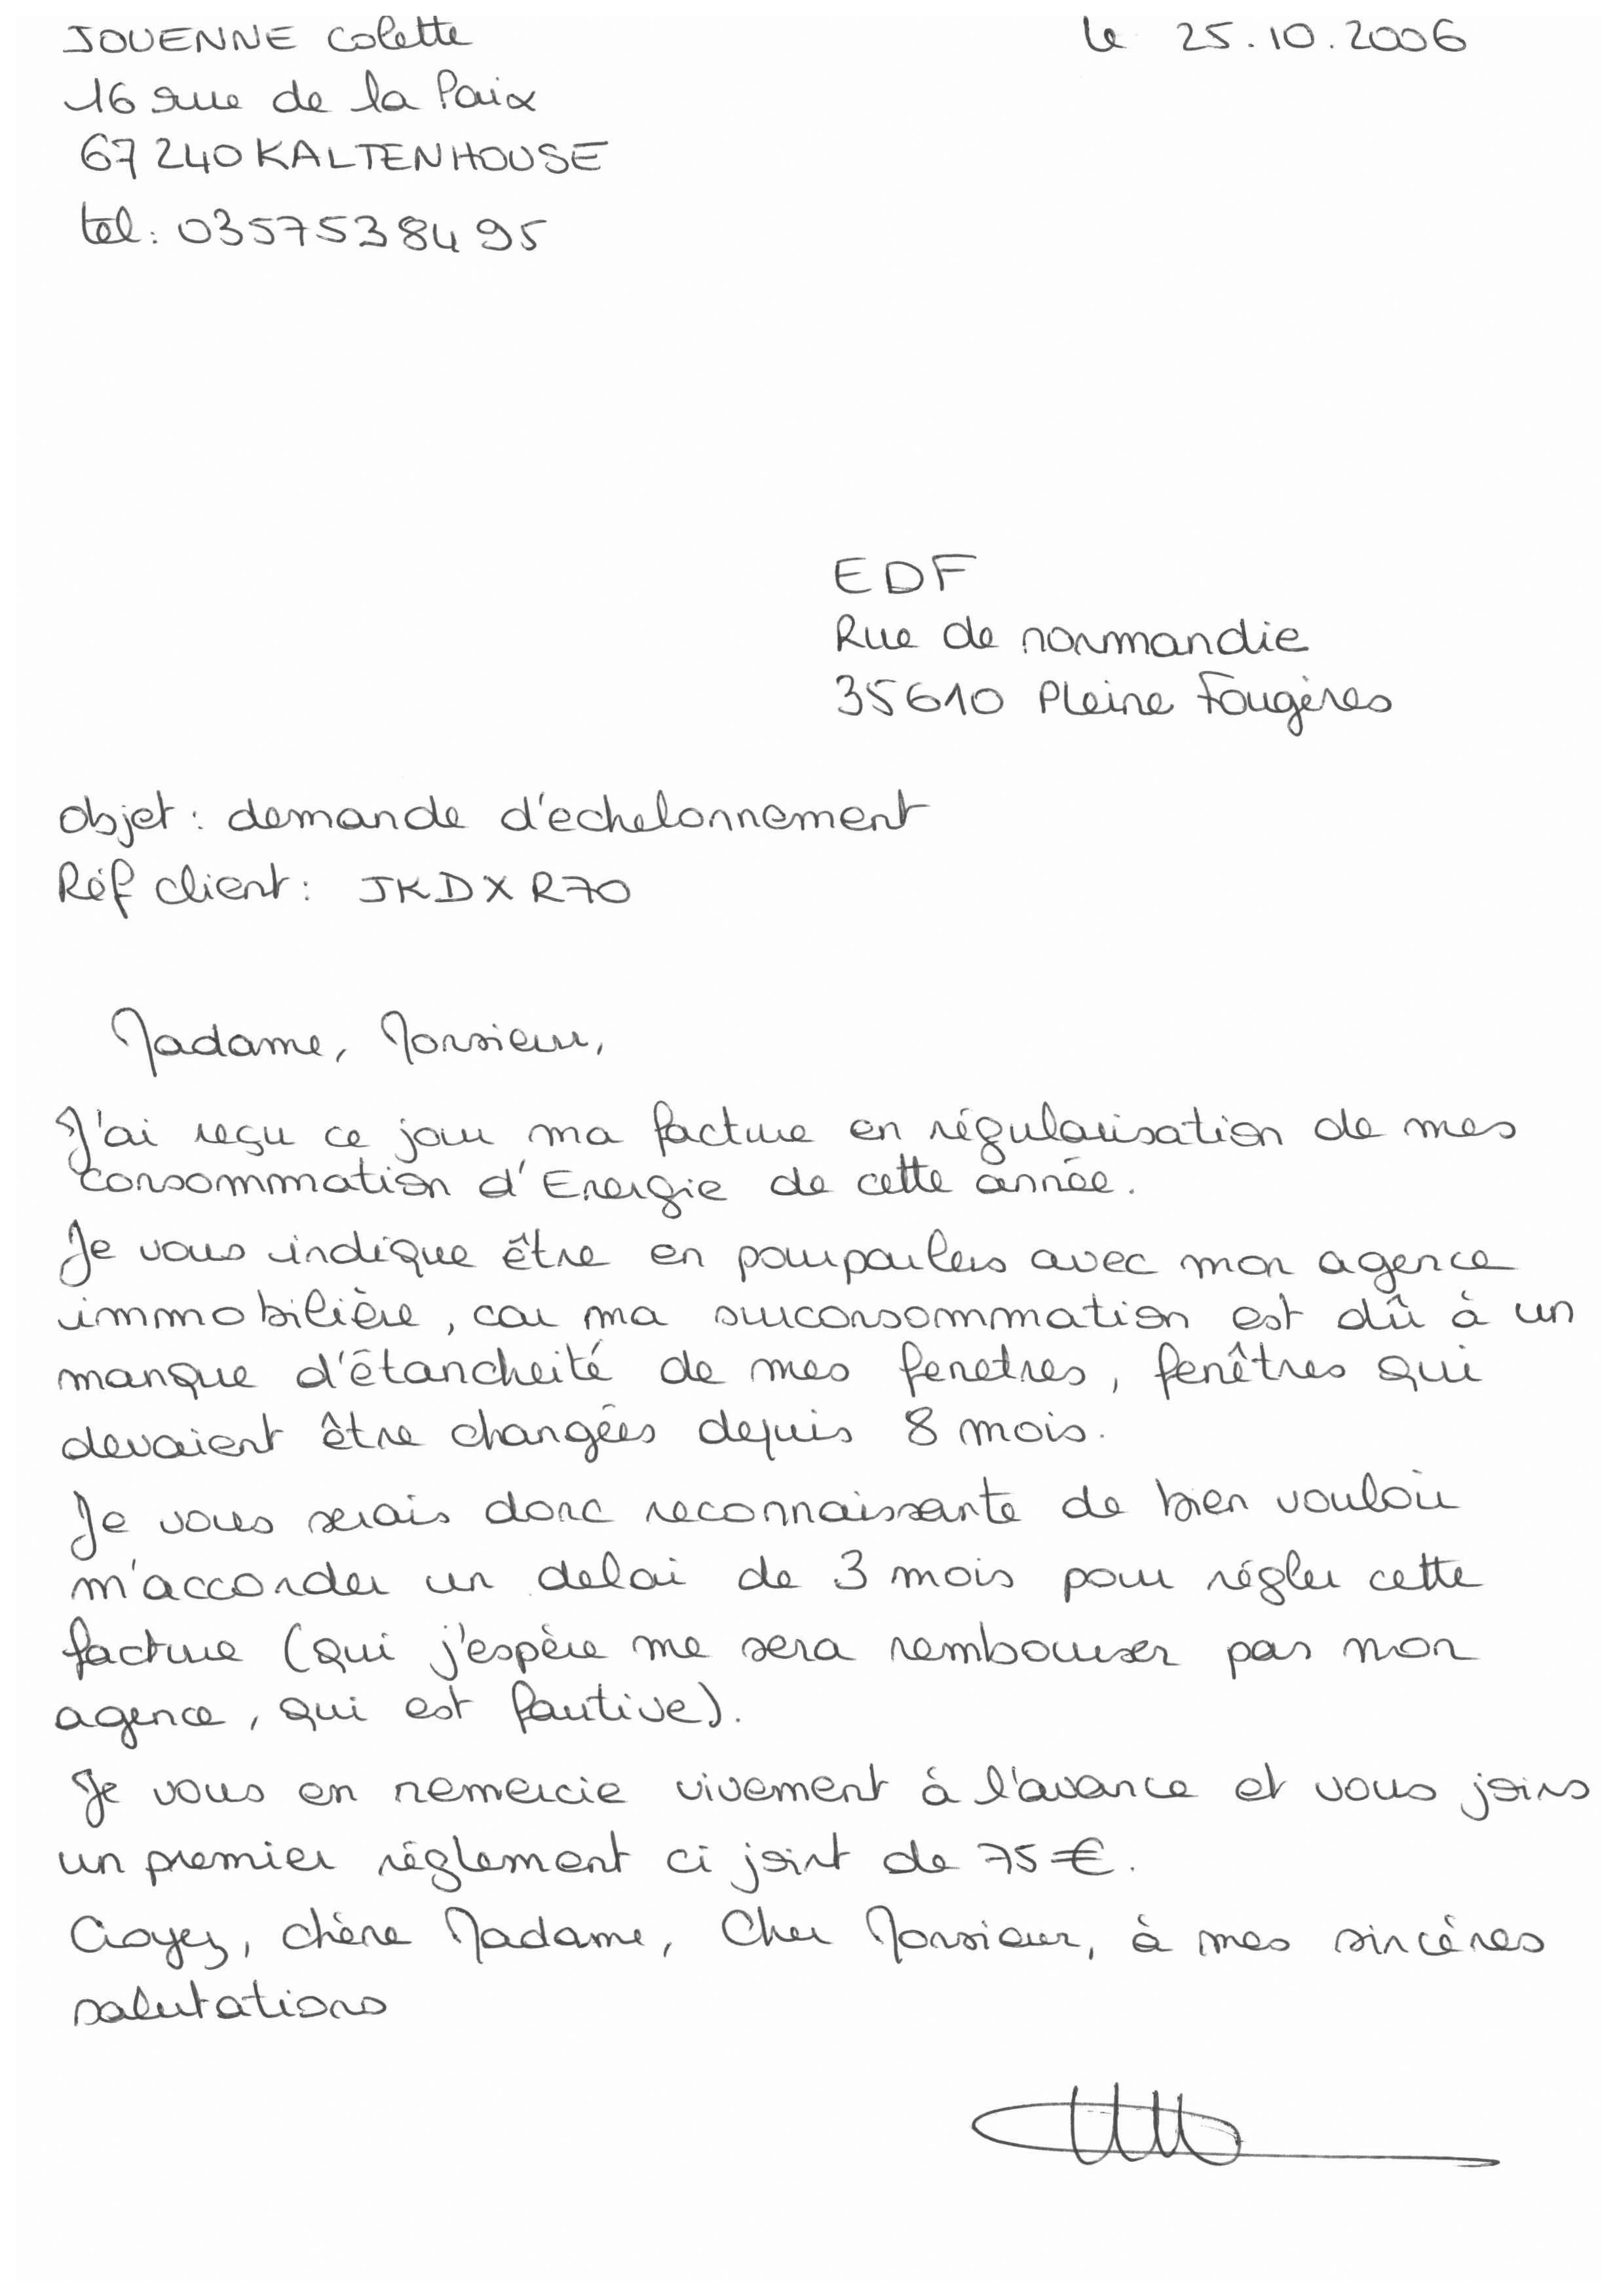 JOUENNE Colette
le 25.10.2006
16 rue de la Paix
67240 KALTENHOUSE
tel: 0357538495
EDF
Rue de normandie
35610 Pleine Fougères
Objet : demande d'echelonnement
Réf client : JKDXR70
Madame, Monsieur,
J'ai reçu ce jour ma facture en régularisation de mes
consommation d'Energie de cette année.
Je vous indique être en pourparlers avec mon agence
immobilière, car ma surconsommation est dû à un
manque d'étancheité de mes fenetres, fenêtres qui
devaient être changées depuis 8 mois.
Je vous serais donc reconnaissante de bien vouloir
m'accorder un delai de 3 mois pour régler cette
facture (qui j'espère me sera rembourser par mon
agence, qui est fautive).
Je vous en remercie vivement à l'avance et vous joins
un premier réglement ci joint de 75€.
Croyez, chère Madame, Cher Monsieur, à mes sincéres
salutations